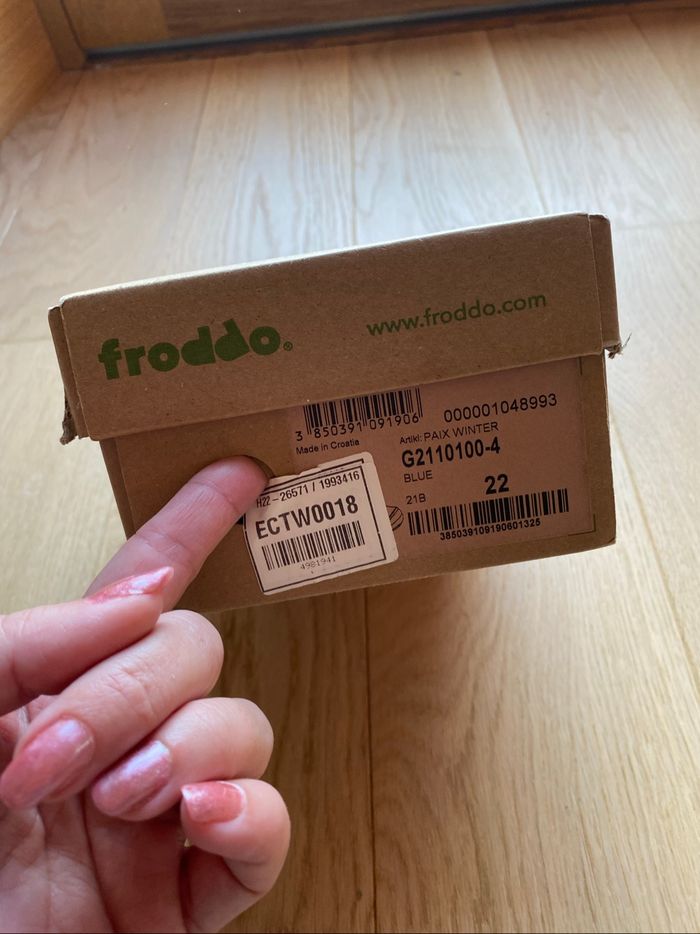 froddo®
www.froddo.com
3 850391 091906
000001048993
Made in Croatia
Artikl: PAIX WINTER
G2110100-4
BLUE
21B
22
385039109190601325
H22-26571 / 1993416
ECTW0018
4981941